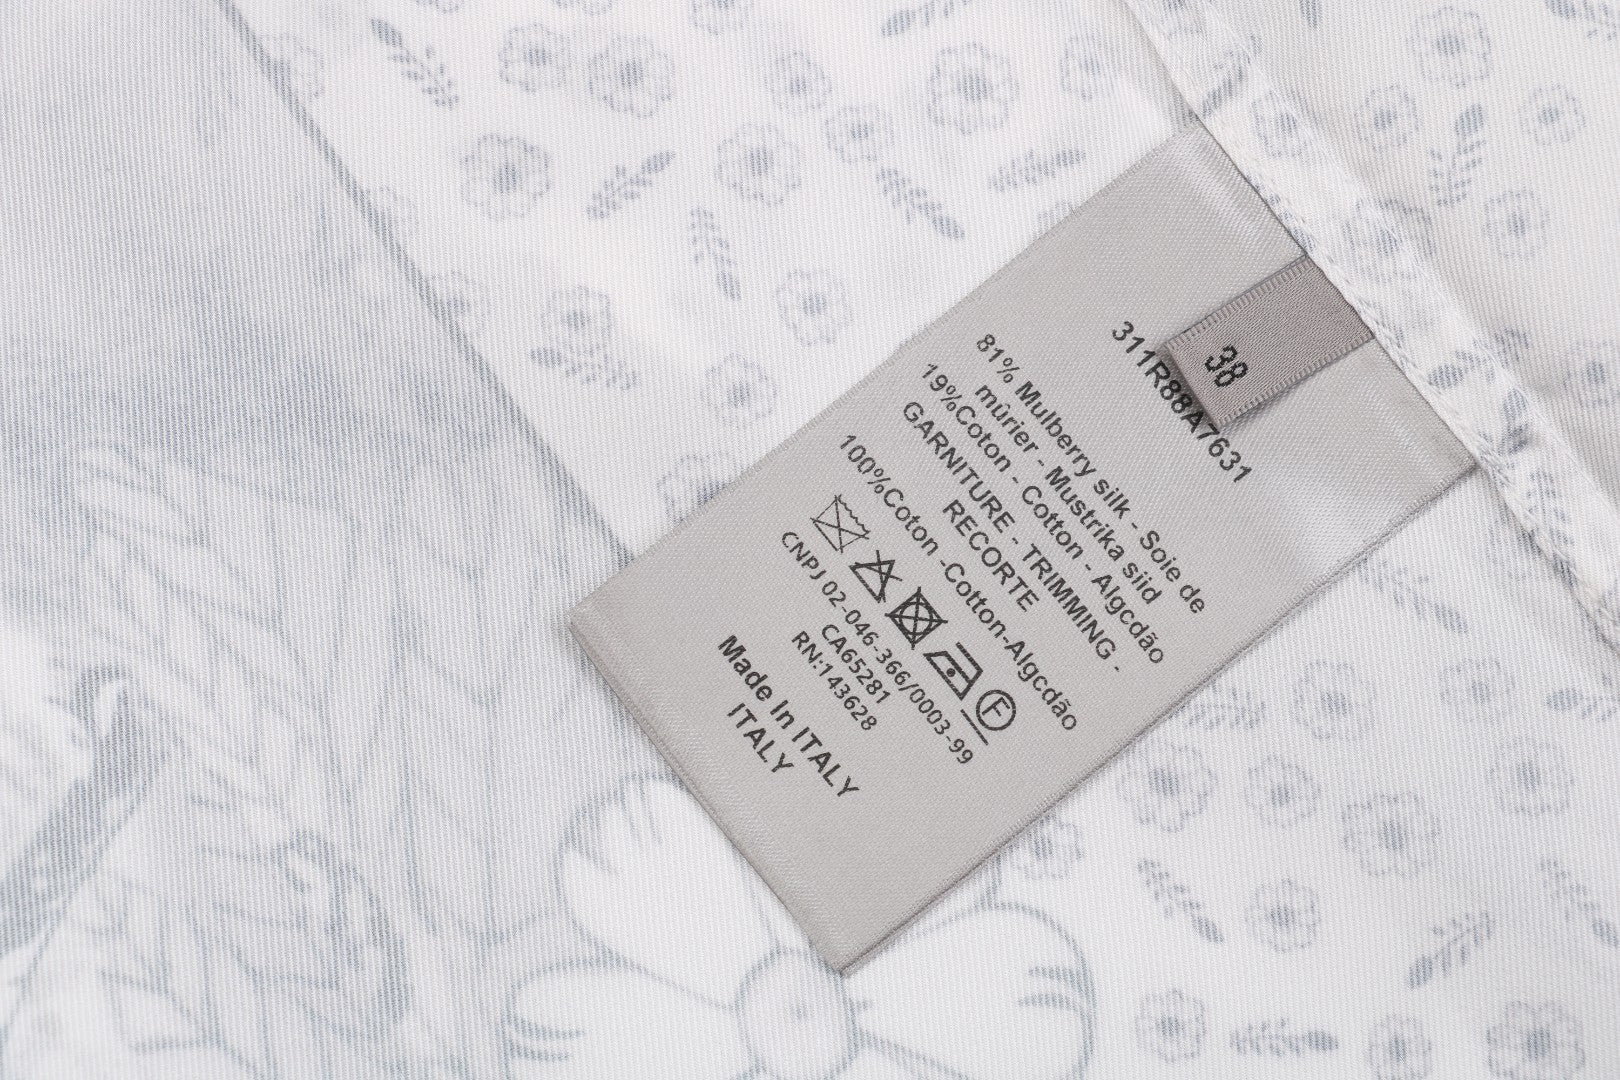 38
311R88A7631
81% Mulberry silk - Soie de
mûrier - Mustrika siid
19%Coton - Cotton - Algcdão
GARNITURE - TRIMMING -
RECORTE
100%Coton -Cotton-Algcdão
F
CNPJ 02-046-366/0003-99
CA65281
RN:143628
Made In ITALY
ITALY